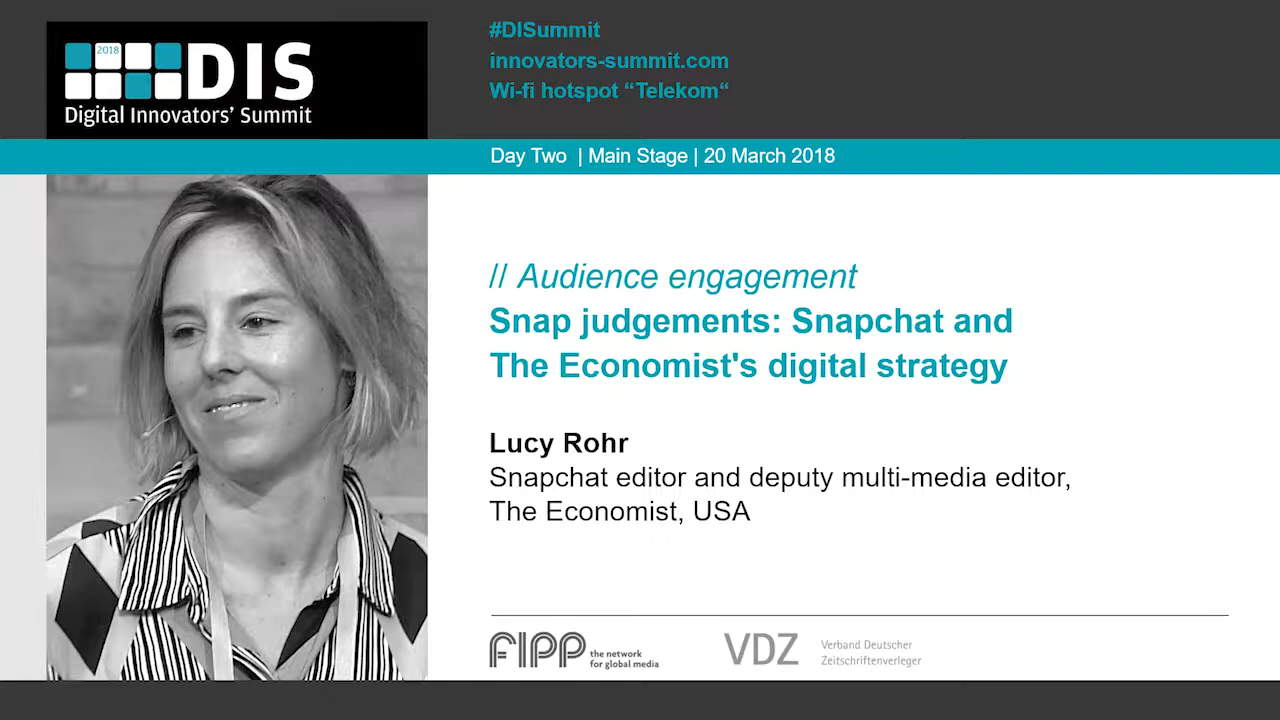 2018
DIS
Digital Innovators' Summit
#DISummit
innovators-summit.com
Wi-fi hotspot “Telekom“
Day Two | Main Stage | 20 March 2018
// Audience engagement
Snap judgements: Snapchat and
The Economist's digital strategy
Lucy Rohr
Snapchat editor and deputy multi-media editor,
The Economist, USA
FIPP the network
for global media
VDZ Verband Deutscher
Zeitschriftenverleger